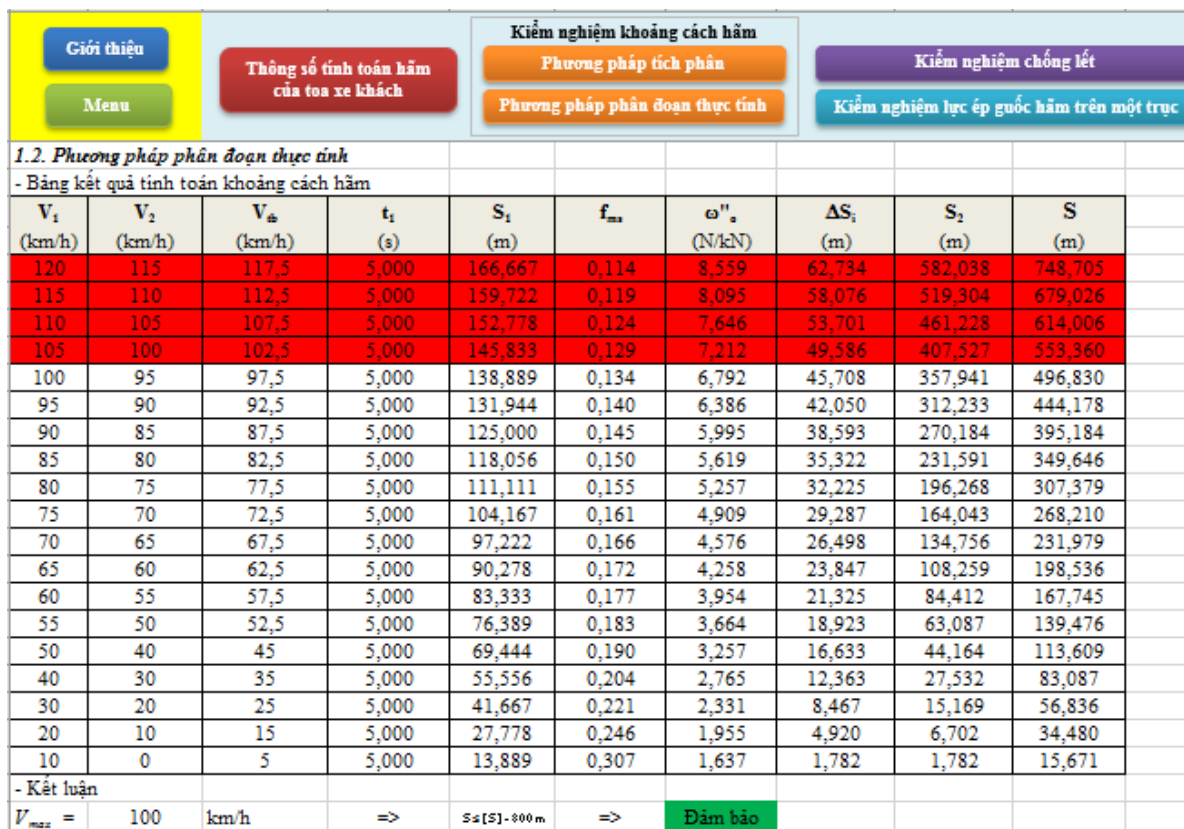 Giới thiệu
Menu
Thông số tính toán hãm
của toa xe khách
Kiểm nghiệm khoảng cách hãm
Phương pháp tích phân
Phương pháp phân đoạn thực tính
Kiểm nghiệm chống lết
Kiểm nghiệm lực ép guốc hãm trên một trục
1.2. Phương pháp phân đoạn thực tính
- Bảng kết quả tính toán khoảng cách hãm
V₁ V₂ Vₜb t₁ S₁ fₘₐ ω"ₒ ΔSᵢ S₂ S
(km/h) (km/h) (km/h) (s) (m) (N/kN) (m) (m) (m)
120 115 117,5 5,000 166,667 0,114 8,559 62,734 582,038 748,705
115 110 112,5 5,000 159,722 0,119 8,095 58,076 519,304 679,026
110 105 107,5 5,000 152,778 0,124 7,646 53,701 461,228 614,006
105 100 102,5 5,000 145,833 0,129 7,212 49,586 407,527 553,360
100 95 97,5 5,000 138,889 0,134 6,792 45,708 357,941 496,830
95 90 92,5 5,000 131,944 0,140 6,386 42,050 312,233 444,178
90 85 87,5 5,000 125,000 0,145 5,995 38,593 270,184 395,184
85 80 82,5 5,000 118,056 0,150 5,619 35,322 231,591 349,646
80 75 77,5 5,000 111,111 0,155 5,257 32,225 196,268 307,379
75 70 72,5 5,000 104,167 0,161 4,909 29,287 164,043 268,210
70 65 67,5 5,000 97,222 0,166 4,576 26,498 134,756 231,979
65 60 62,5 5,000 90,278 0,172 4,258 23,847 108,259 198,536
60 55 57,5 5,000 83,333 0,177 3,954 21,325 84,412 167,745
55 50 52,5 5,000 76,389 0,183 3,664 18,923 63,087 139,476
50 40 45 5,000 69,444 0,190 3,257 16,633 44,164 113,609
40 30 35 5,000 55,556 0,204 2,765 12,363 27,532 83,087
30 20 25 5,000 41,667 0,221 2,331 8,467 15,169 56,836
20 10 15 5,000 27,778 0,246 1,955 4,920 6,702 34,480
10 0 5 5,000 13,889 0,307 1,637 1,782 1,782 15,671
- Kết luận
Vₘₐₓ = 100 km/h => S≤[S]-800m => Đảm bảo